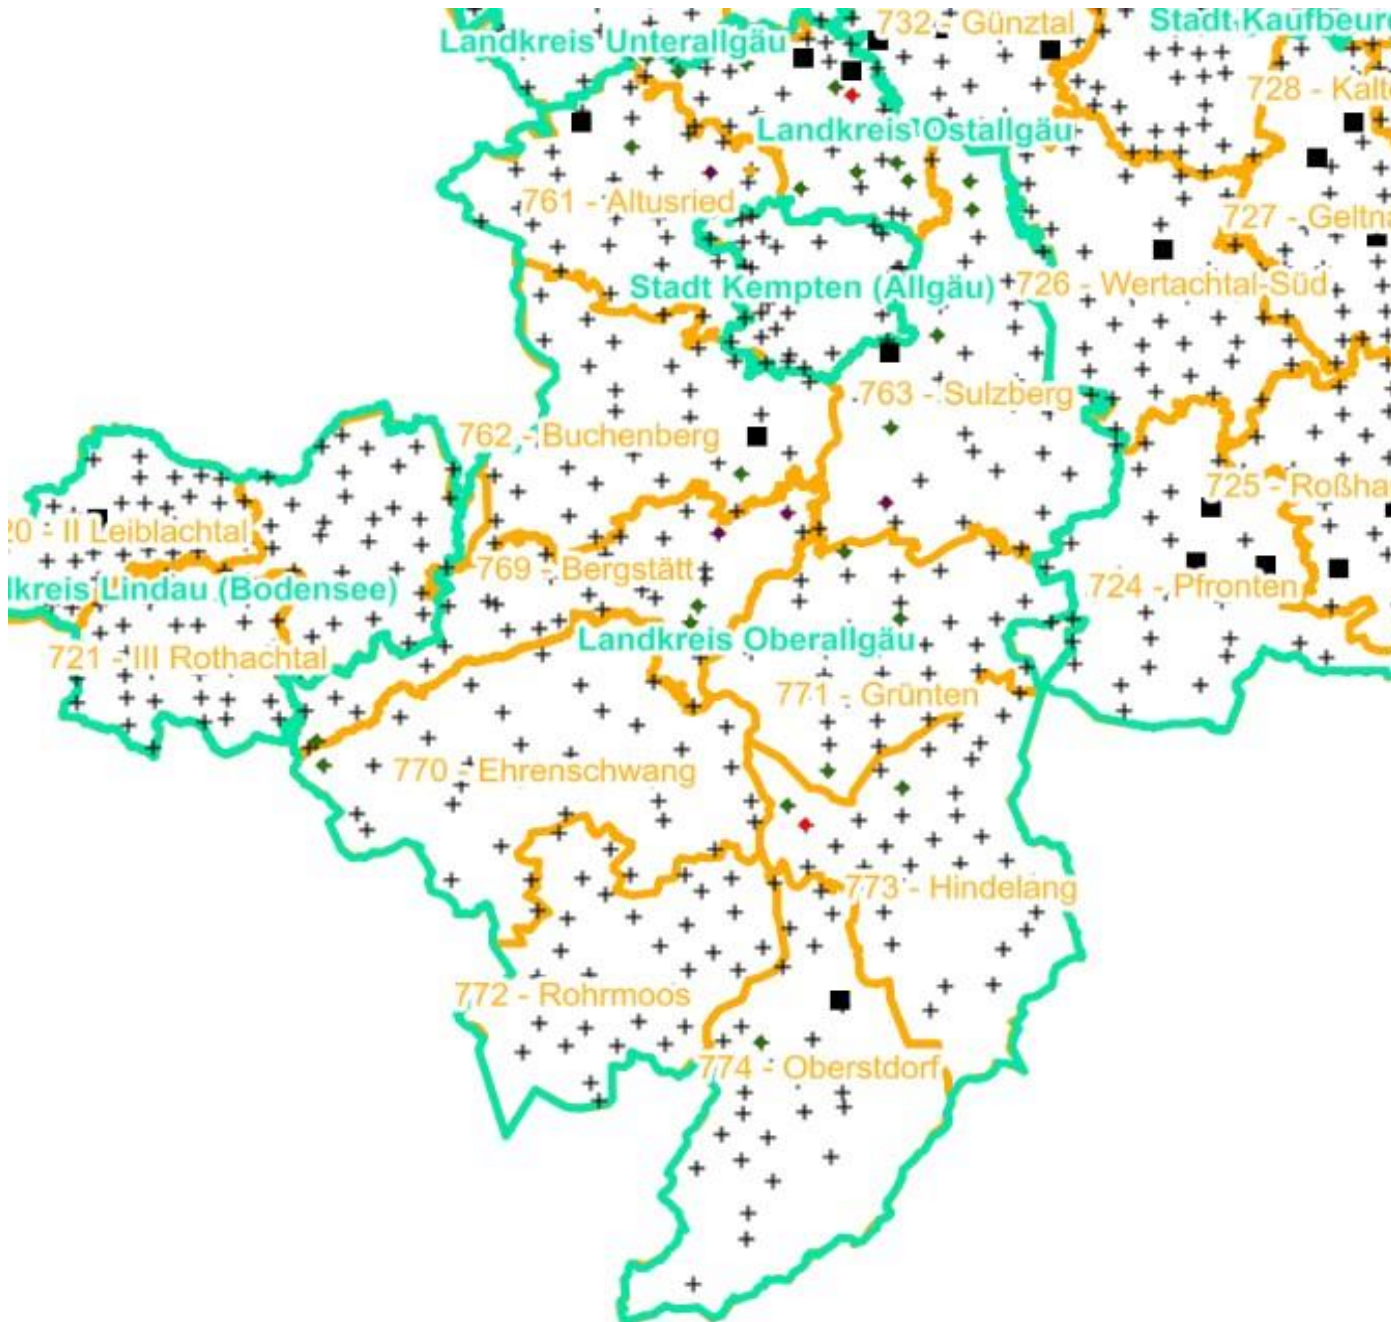 732 - Günztal
Stadt Kaufbeure
Landkreis Unterallgäu
728 - Kalte
Landkreis Ostallgäu
761 - Altusried
727 - Geltna
Stadt Kempten (Allgäu)
726 - Wertachtal-Süd
763 - Sulzberg
762 - Buchenberg
725 - Roßha
20 - II Leiblachtal
769 - Bergstätt
724 - Pfronten
kreis Lindau (Bodensee)
Landkreis Oberallgäu
721 - III Rothachtal
771 - Grünten
770 - Ehrenschwang
773 - Hindelang
772 - Rohrmoos
774 - Oberstdorf